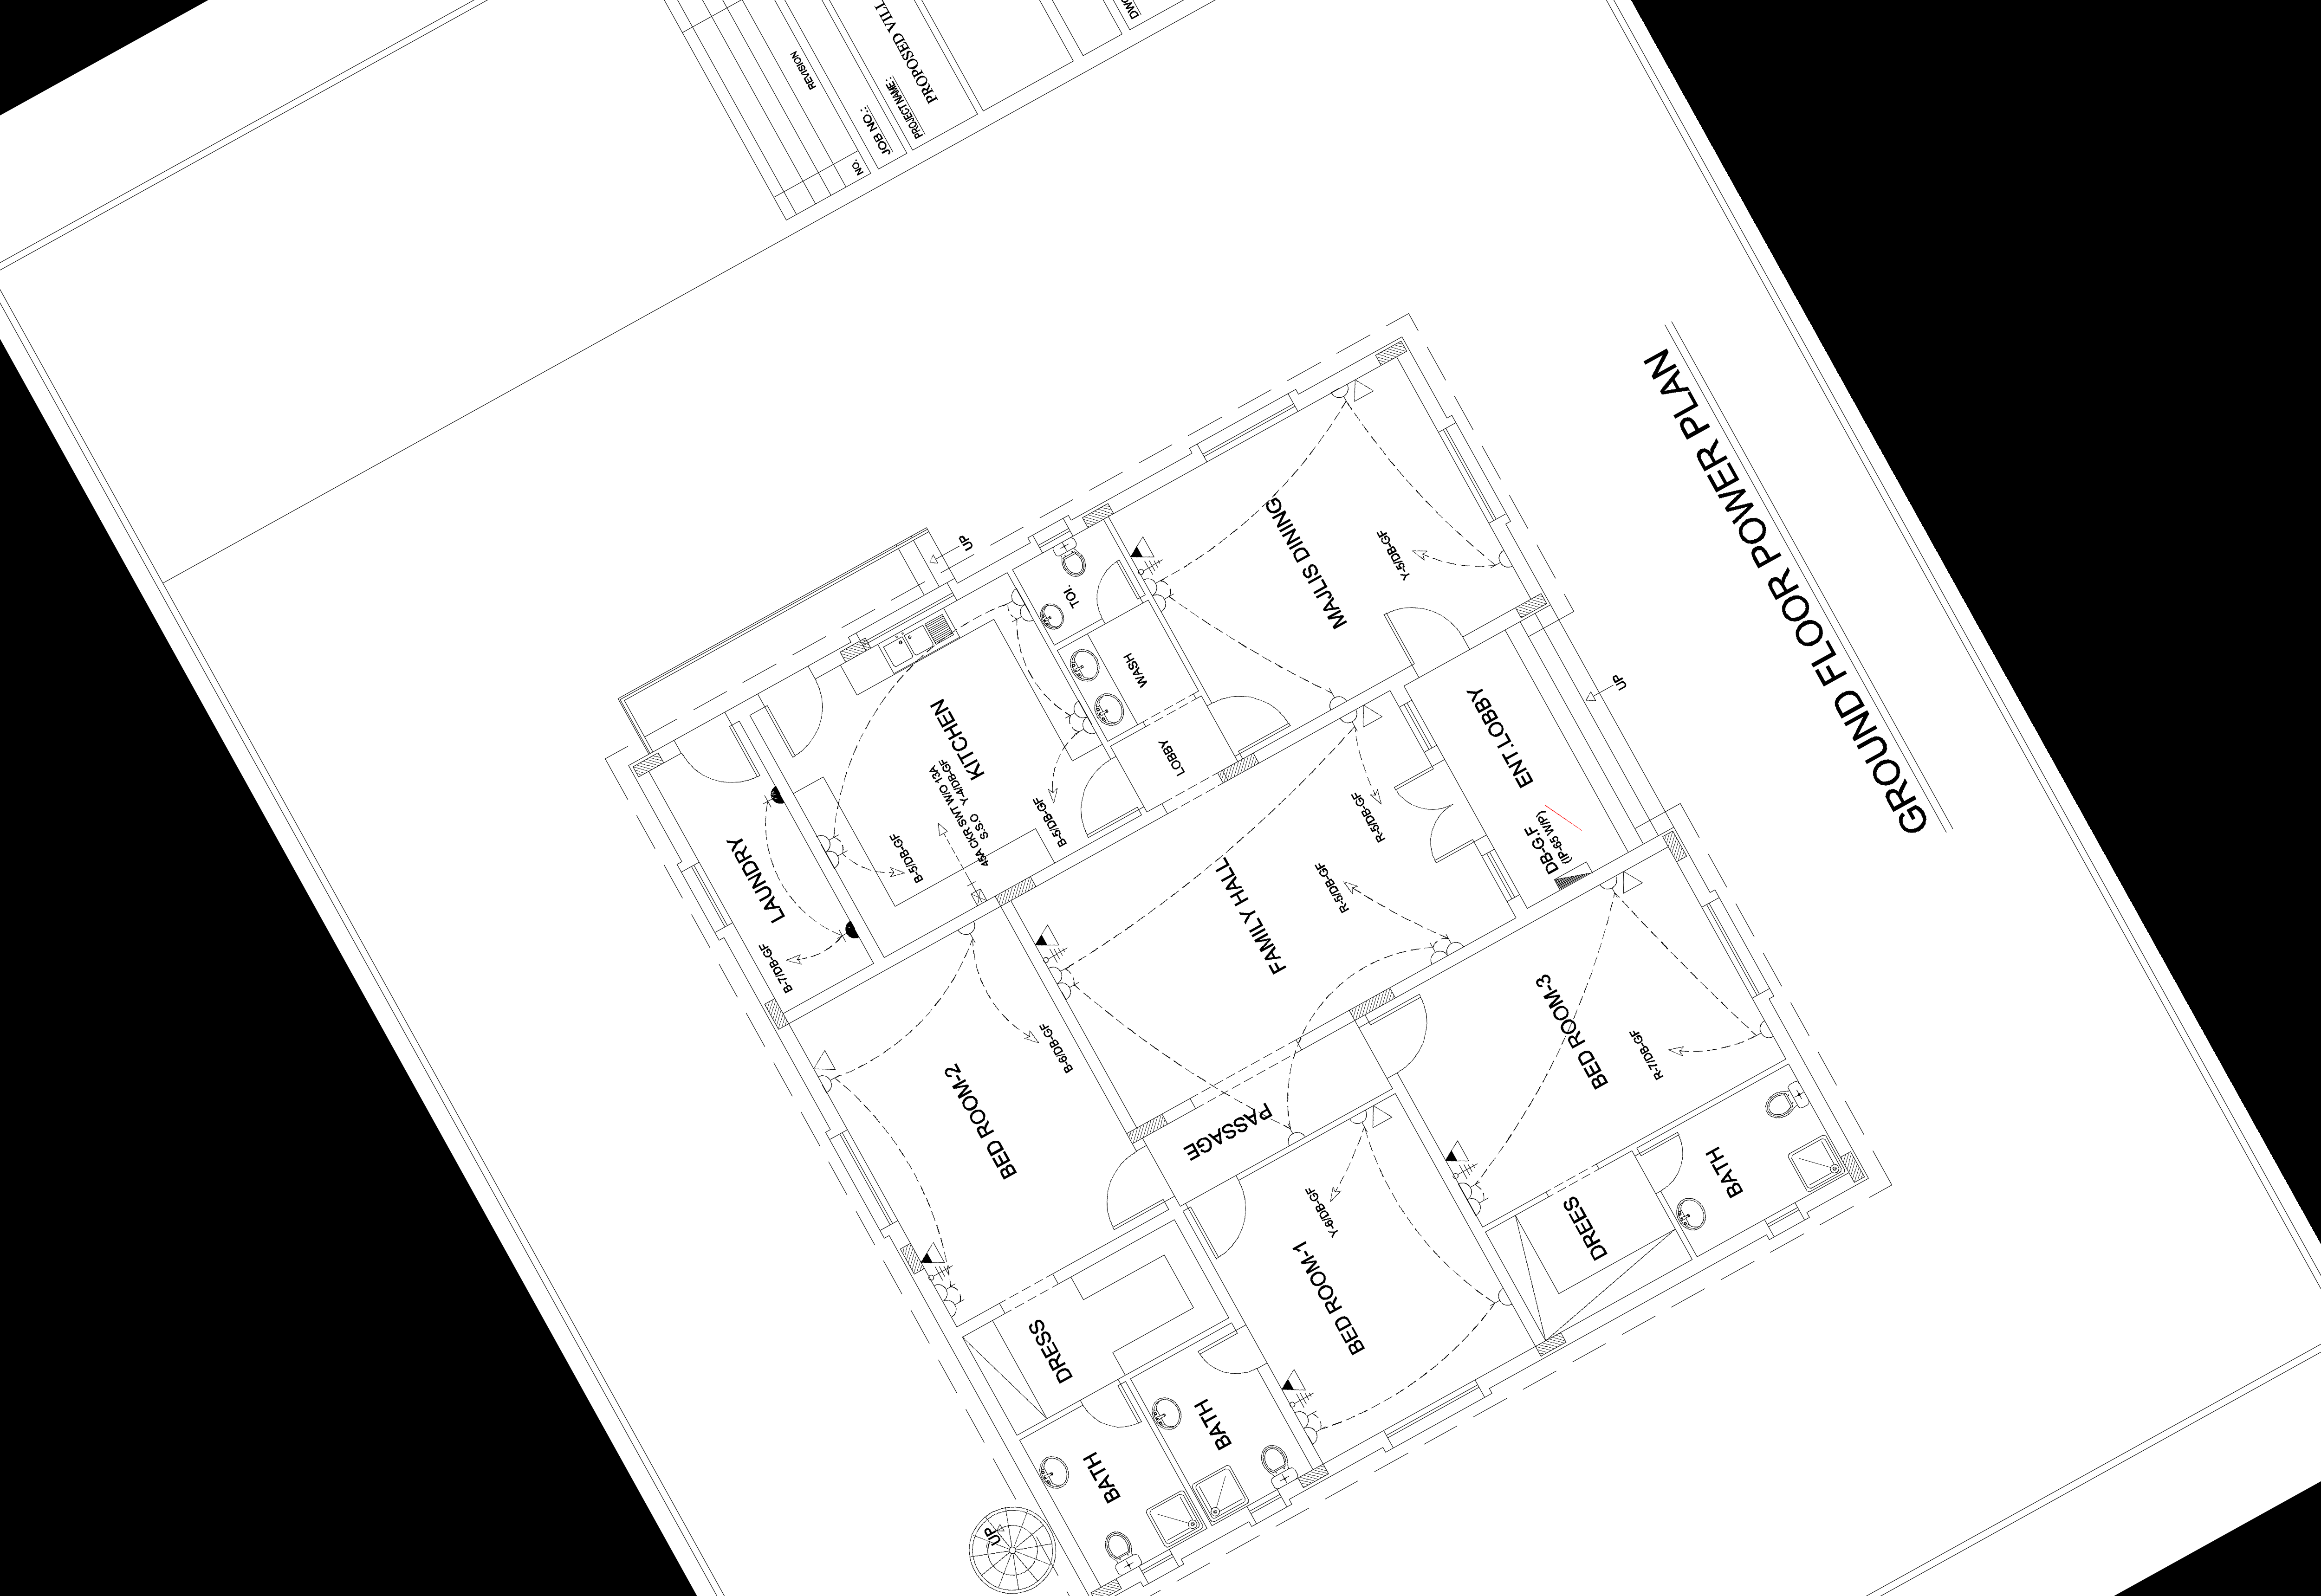 NO.
REVISION
JOB NO.:
PROJECT NAME:
PROPOSED VILL
DWG
GROUND FLOOR POWER PLAN
UP
TOI.
WASH
LOBBY
MAJLIS DINING
Y-5/DB-GF
KITCHEN
45A CKR SWT W/O 13A
S.S.O Y-4/DB-GF
B-5/DB-GF
B-5/DB-GF
LAUNDRY
B-7/DB-GF
ENT.LOBBY
UP
DB-G.F
(IP-65 W/P)
FAMILY HALL
R-5/DB-GF
R-5/DB-GF
BED ROOM-2
B-6/DB-GF
PASSAGE
BED ROOM-3
R-7/DB-GF
BED ROOM-1
Y-6/DB-GF
DREES
BATH
DRESS
BATH
BATH
UP